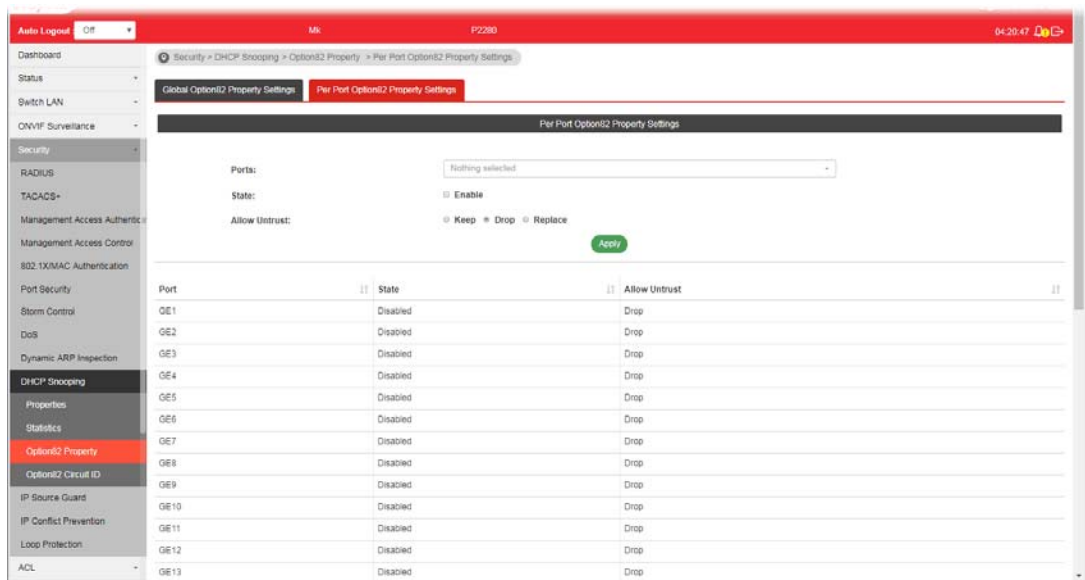 Auto Logout: Off
Mk
P2280
04:20:47
1
Dashboard
Status
Switch LAN
ONVIF Surveillance
Security
RADIUS
TACACS+
Management Access Authentic
Management Access Control
802.1X/MAC Authentication
Port Security
Storm Control
DoS
Dynamic ARP Inspection
DHCP Snooping
Properties
Statistics
Option82 Property
Option82 Circuit ID
IP Source Guard
IP Conflict Prevention
Loop Protection
ACL
Security > DHCP Snooping > Option82 Property > Per Port Option82 Property Settings
Global Option82 Property Settings
Per Port Option82 Property Settings
Per Port Option82 Property Settings
Ports: Nothing selected
State: Enable
Allow Untrust: Keep Drop Replace
Apply
Port State Allow Untrust
GE1 Disabled Drop
GE2 Disabled Drop
GE3 Disabled Drop
GE4 Disabled Drop
GE5 Disabled Drop
GE6 Disabled Drop
GE7 Disabled Drop
GE8 Disabled Drop
GE9 Disabled Drop
GE10 Disabled Drop
GE11 Disabled Drop
GE12 Disabled Drop
GE13 Disabled Drop